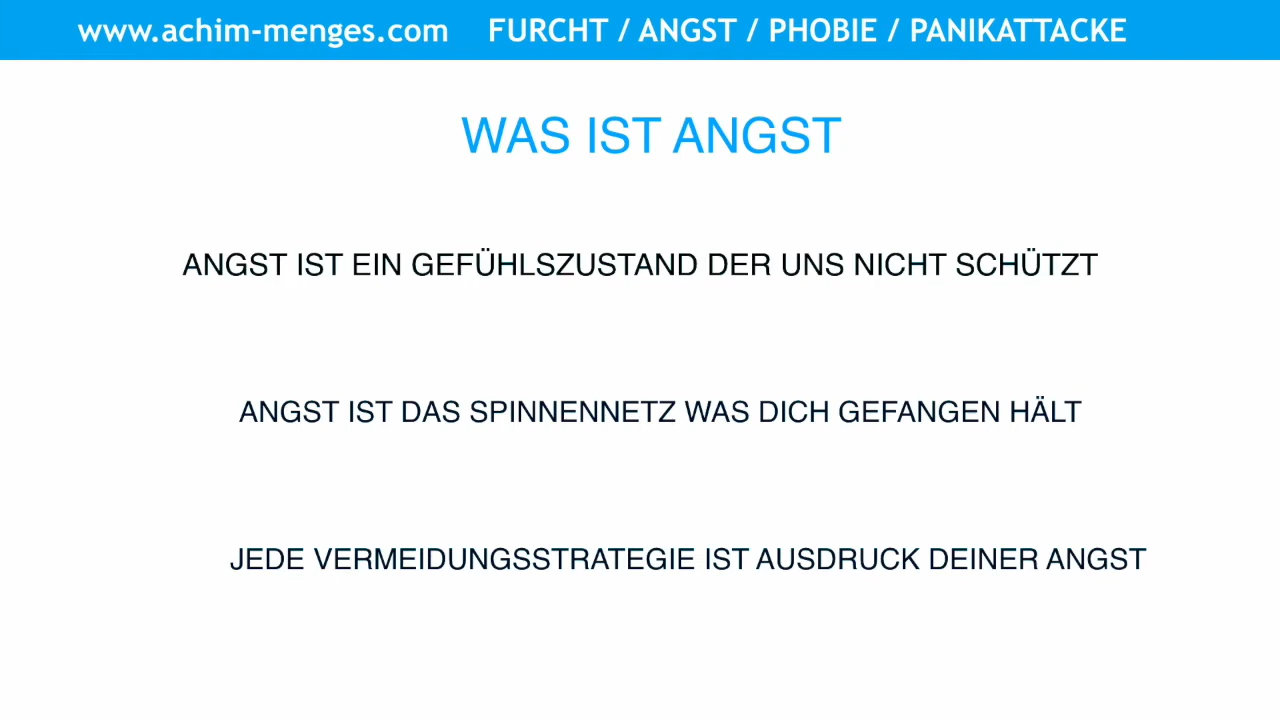 www.achim-menges.com FURCHT / ANGST / PHOBIE / PANIKATTACKE
WAS IST ANGST
ANGST IST EIN GEFÜHLSZUSTAND DER UNS NICHT SCHÜTZT
ANGST IST DAS SPINNENNETZ WAS DICH GEFANGEN HÄLT
JEDE VERMEIDUNGSSTRATEGIE IST AUSDRUCK DEINER ANGST